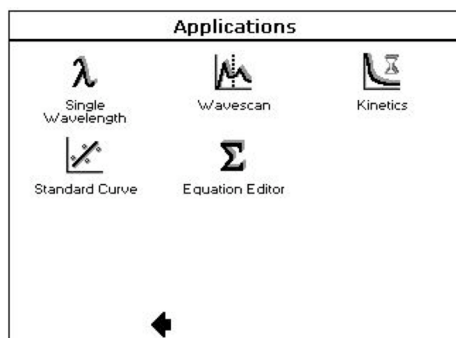 Applications
λ
Single
Wavelength
Wavescan
Kinetics
Standard Curve
Σ
Equation Editor